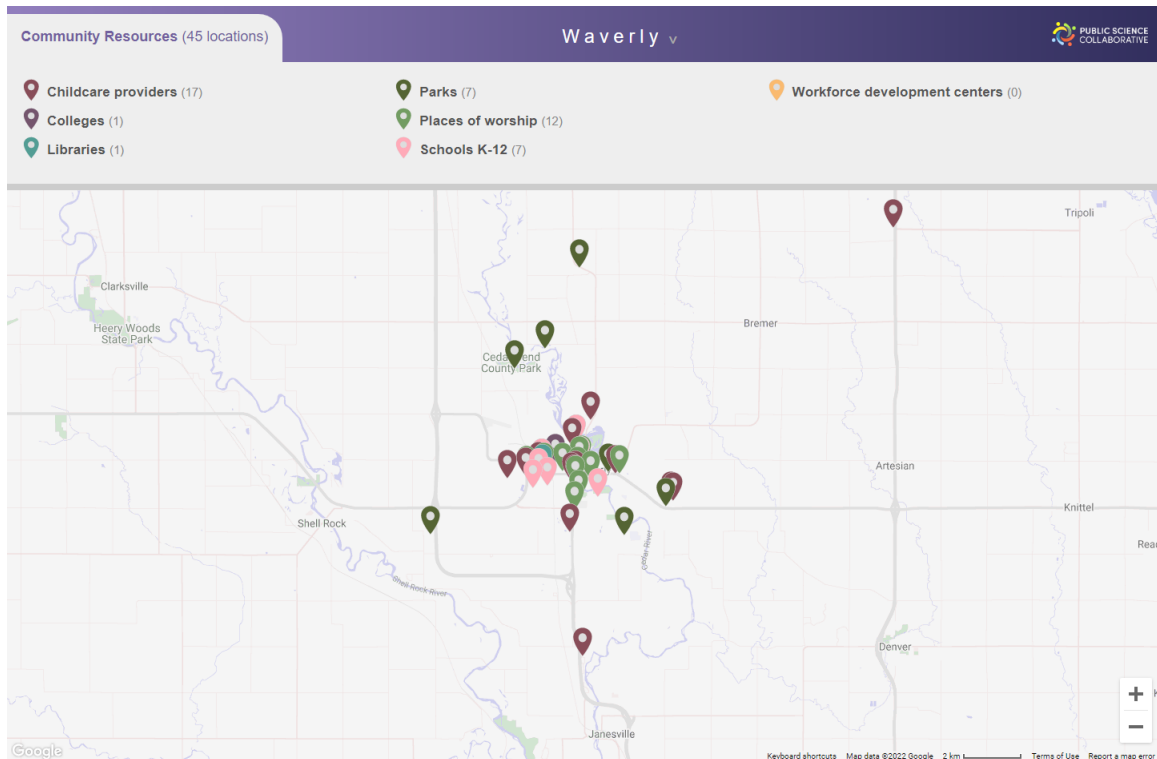 Community Resources (45 locations)
Waverly v
PUBLIC SCIENCE
COLLABORATIVE
Childcare providers (17)
Colleges (1)
Libraries (1)
Parks (7)
Places of worship (12)
Schools K-12 (7)
Workforce development centers (0)
Tripoli
Clarksville
Heery Woods
State Park
Bremer
County Park
Artesian
Knittel
Shell Rock
Cedar River
Shell Rock River
Denver
Janesville
+
−
Google
Keyboard shortcuts
Map data ©2022 Google
2 km
Terms of Use
Report a map error